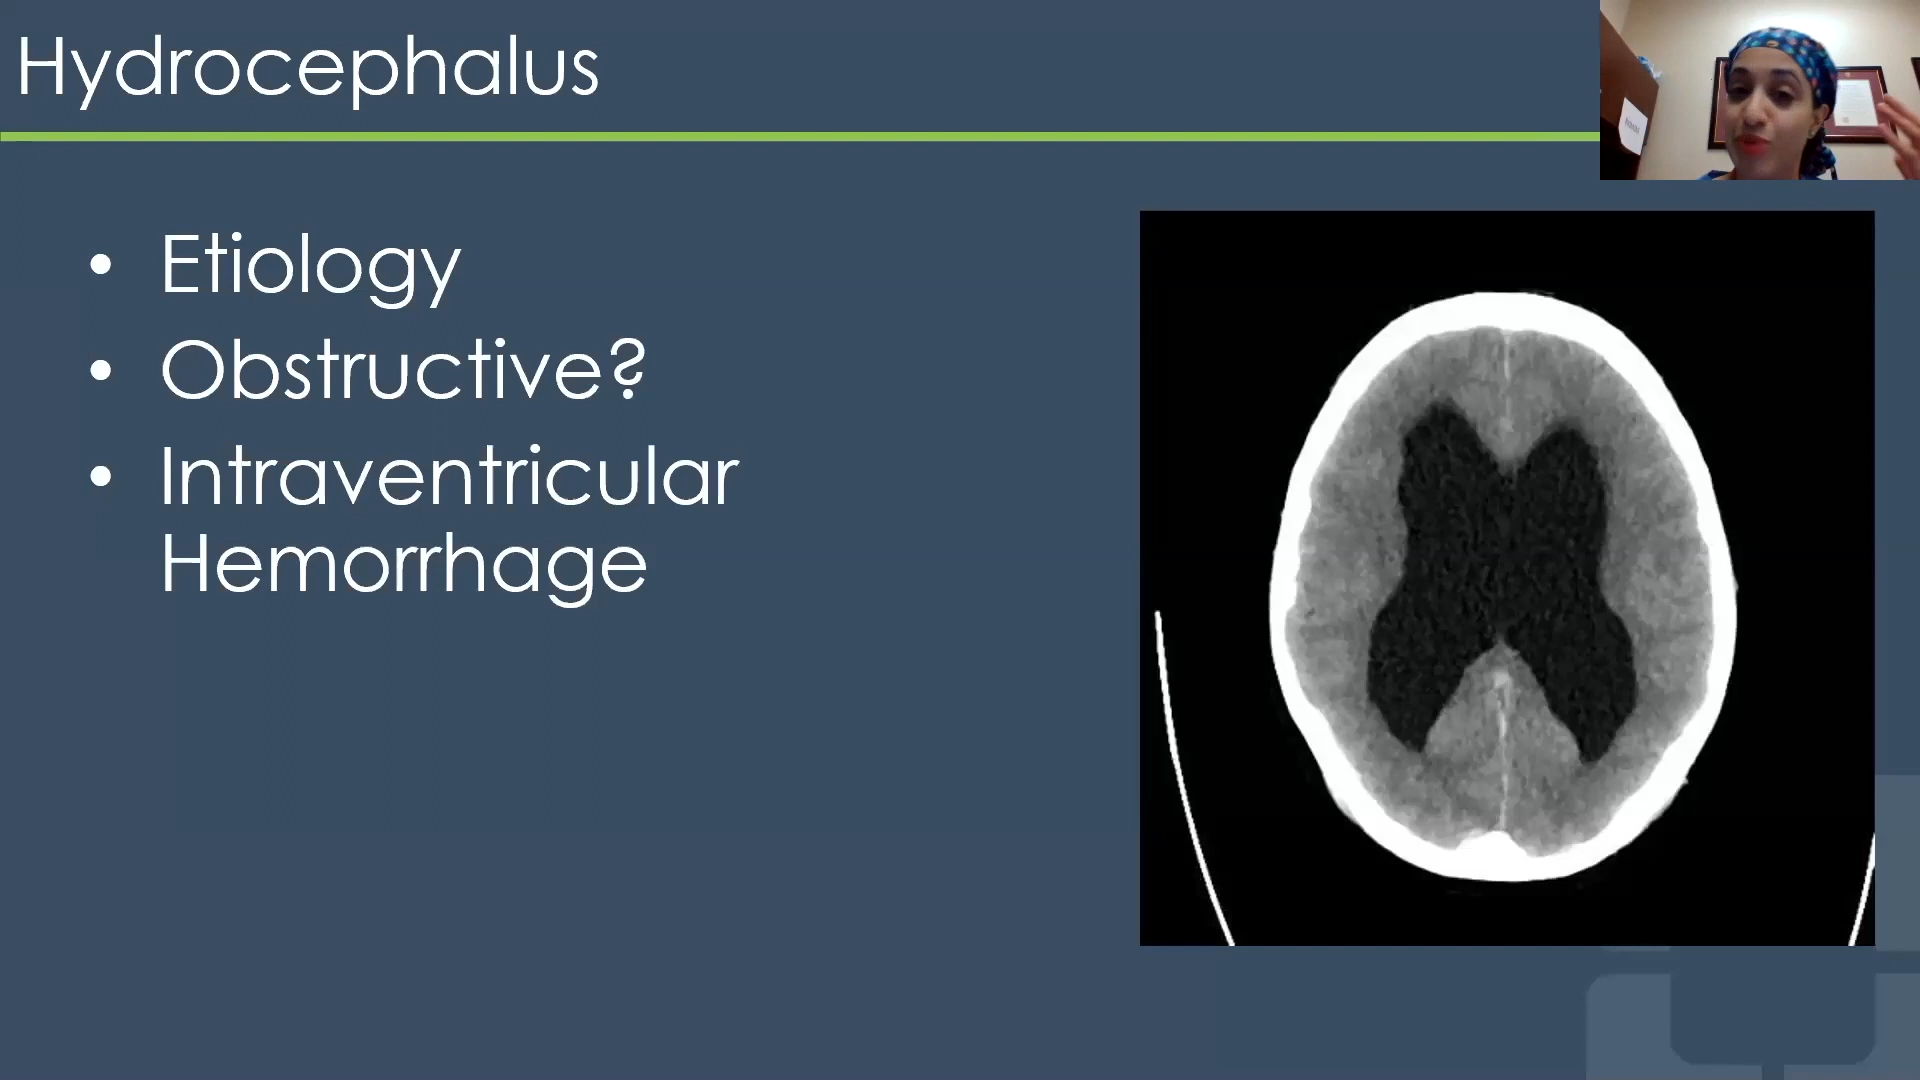 Hydrocephalus
• Etiology
• Obstructive?
• Intraventricular
Hemorrhage